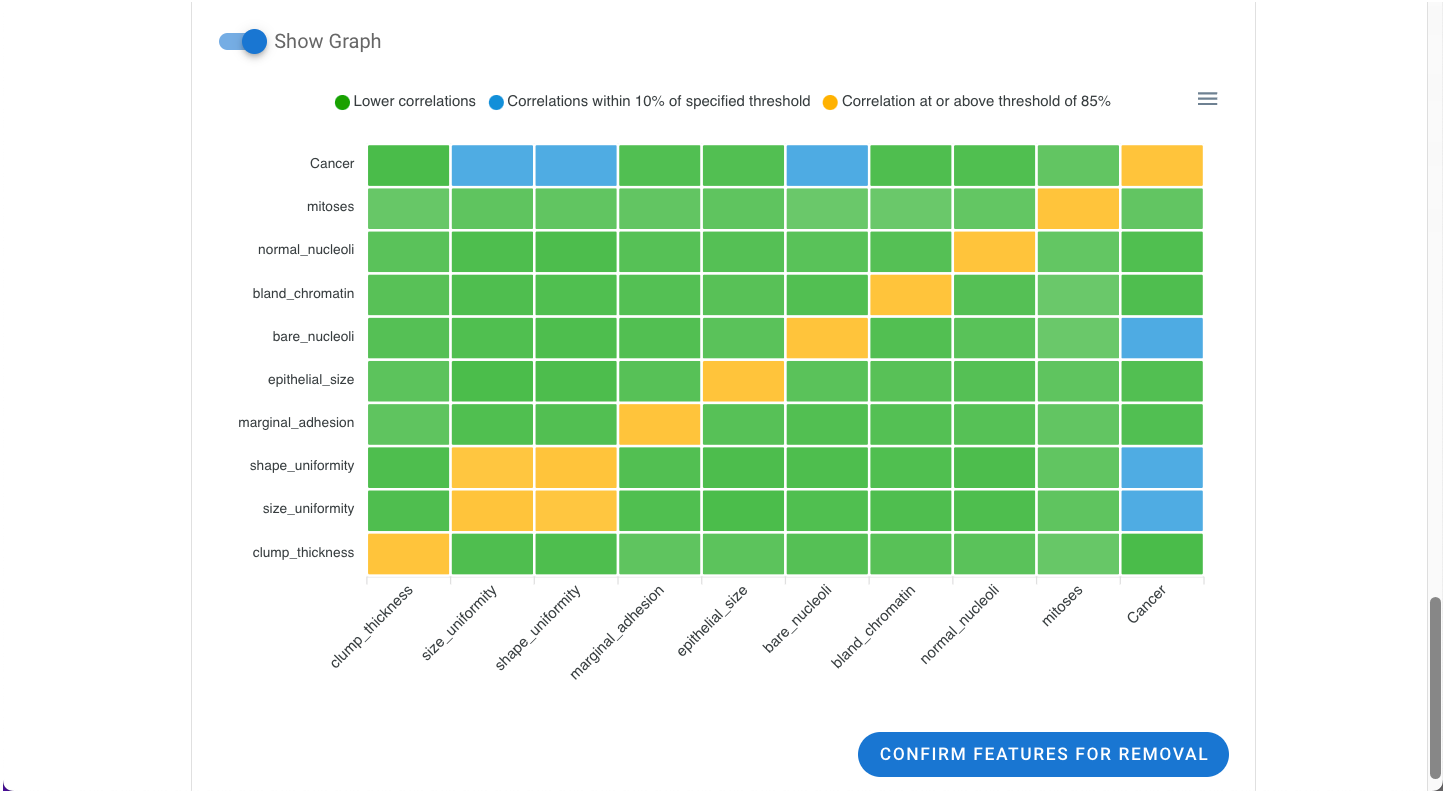 Show Graph
Lower correlations Correlations within 10% of specified threshold Correlation at or above threshold of 85%
Cancer
mitoses
normal_nucleoli
bland_chromatin
bare_nucleoli
epithelial_size
marginal_adhesion
shape_uniformity
size_uniformity
clump_thickness
clump_thickness size_uniformity shape_uniformity marginal_adhesion epithelial_size bare_nucleoli bland_chromatin normal_nucleoli mitoses Cancer
CONFIRM FEATURES FOR REMOVAL